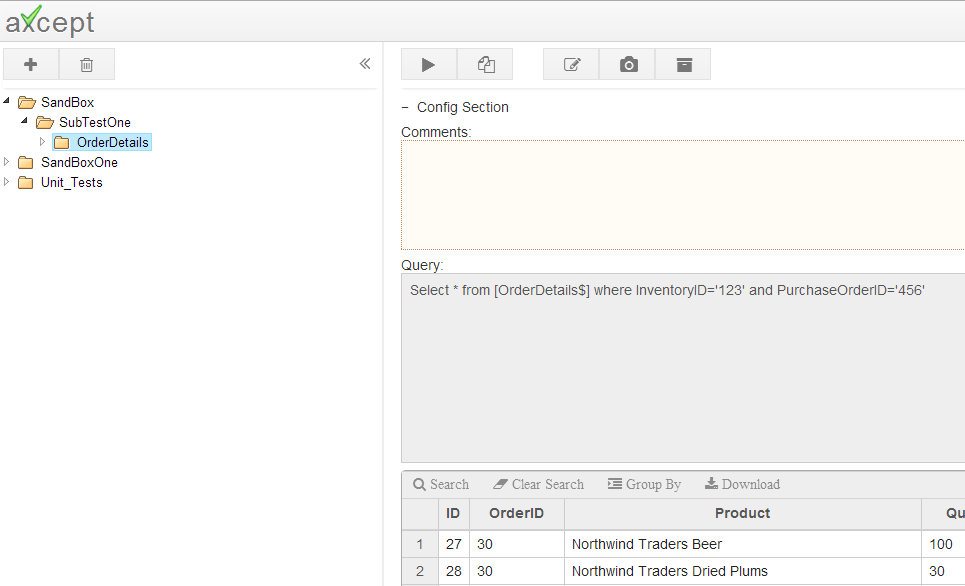 axcept
SandBox
SubTestOne
OrderDetails
SandBoxOne
Unit_Tests
− Config Section
Comments:
Query:
Select * from [OrderDetails$] where InventoryID='123' and PurchaseOrderID='456'
Search Clear Search Group By Download
ID OrderID Product Qu
1 27 30 Northwind Traders Beer 100
2 28 30 Northwind Traders Dried Plums 30